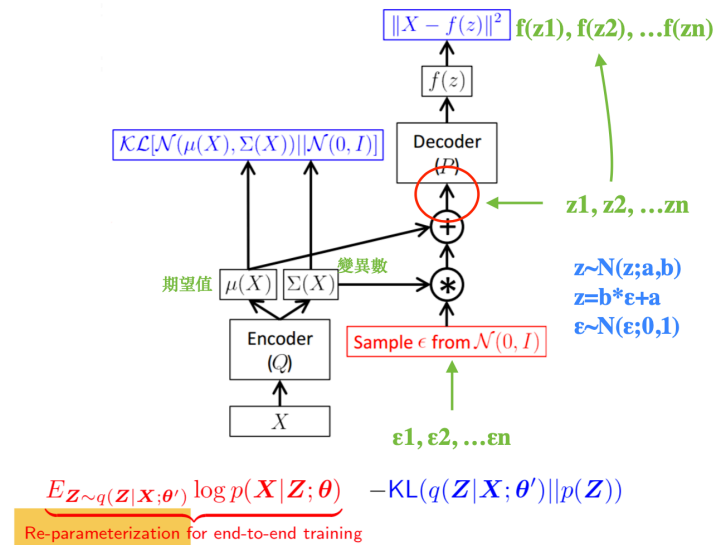 ‖X − f(z)‖² f(z1), f(z2), …f(zn)
f(z)
𝒦ℒ[𝒩(μ(X), Σ(X))||𝒩(0, I)]
Decoder
(P)
z1, z2, …zn
+
z~N(z;a,b)
z=b*ε+a
ε~N(ε;0,1)
期望值
μ(X)
Σ(X)
變異數
*
Encoder
(Q)
Sample ϵ from 𝒩(0, I)
X
ε1, ε2, …εn
E_{Z∼q(Z|X;θ′)} log p(X|Z; θ) −KL(q(Z|X; θ′)||p(Z))
Re-parameterization for end-to-end training